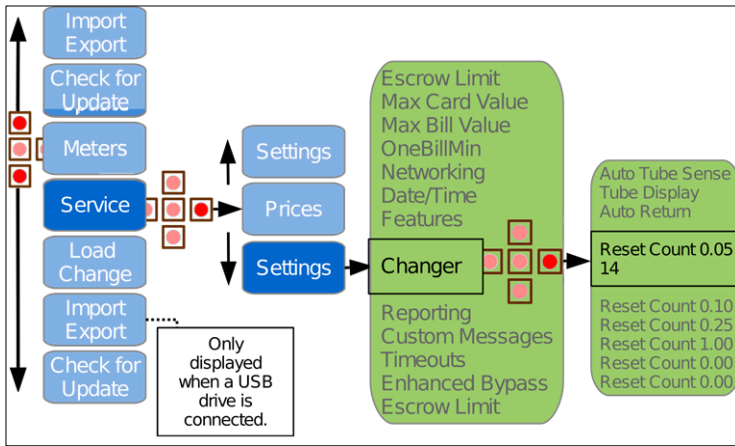 Import
Export
Check for
Update
Meters
Service
Load
Change
Import
Export
Check for
Update
Only
displayed
when a USB
drive is
connected.
Settings
Prices
Settings
Escrow Limit
Max Card Value
Max Bill Value
OneBillMin
Networking
Date/Time
Features
Changer
Reporting
Custom Messages
Timeouts
Enhanced Bypass
Escrow Limit
Auto Tube Sense
Tube Display
Auto Return
Reset Count 0.05
14
Reset Count 0.10
Reset Count 0.25
Reset Count 1.00
Reset Count 0.00
Reset Count 0.00